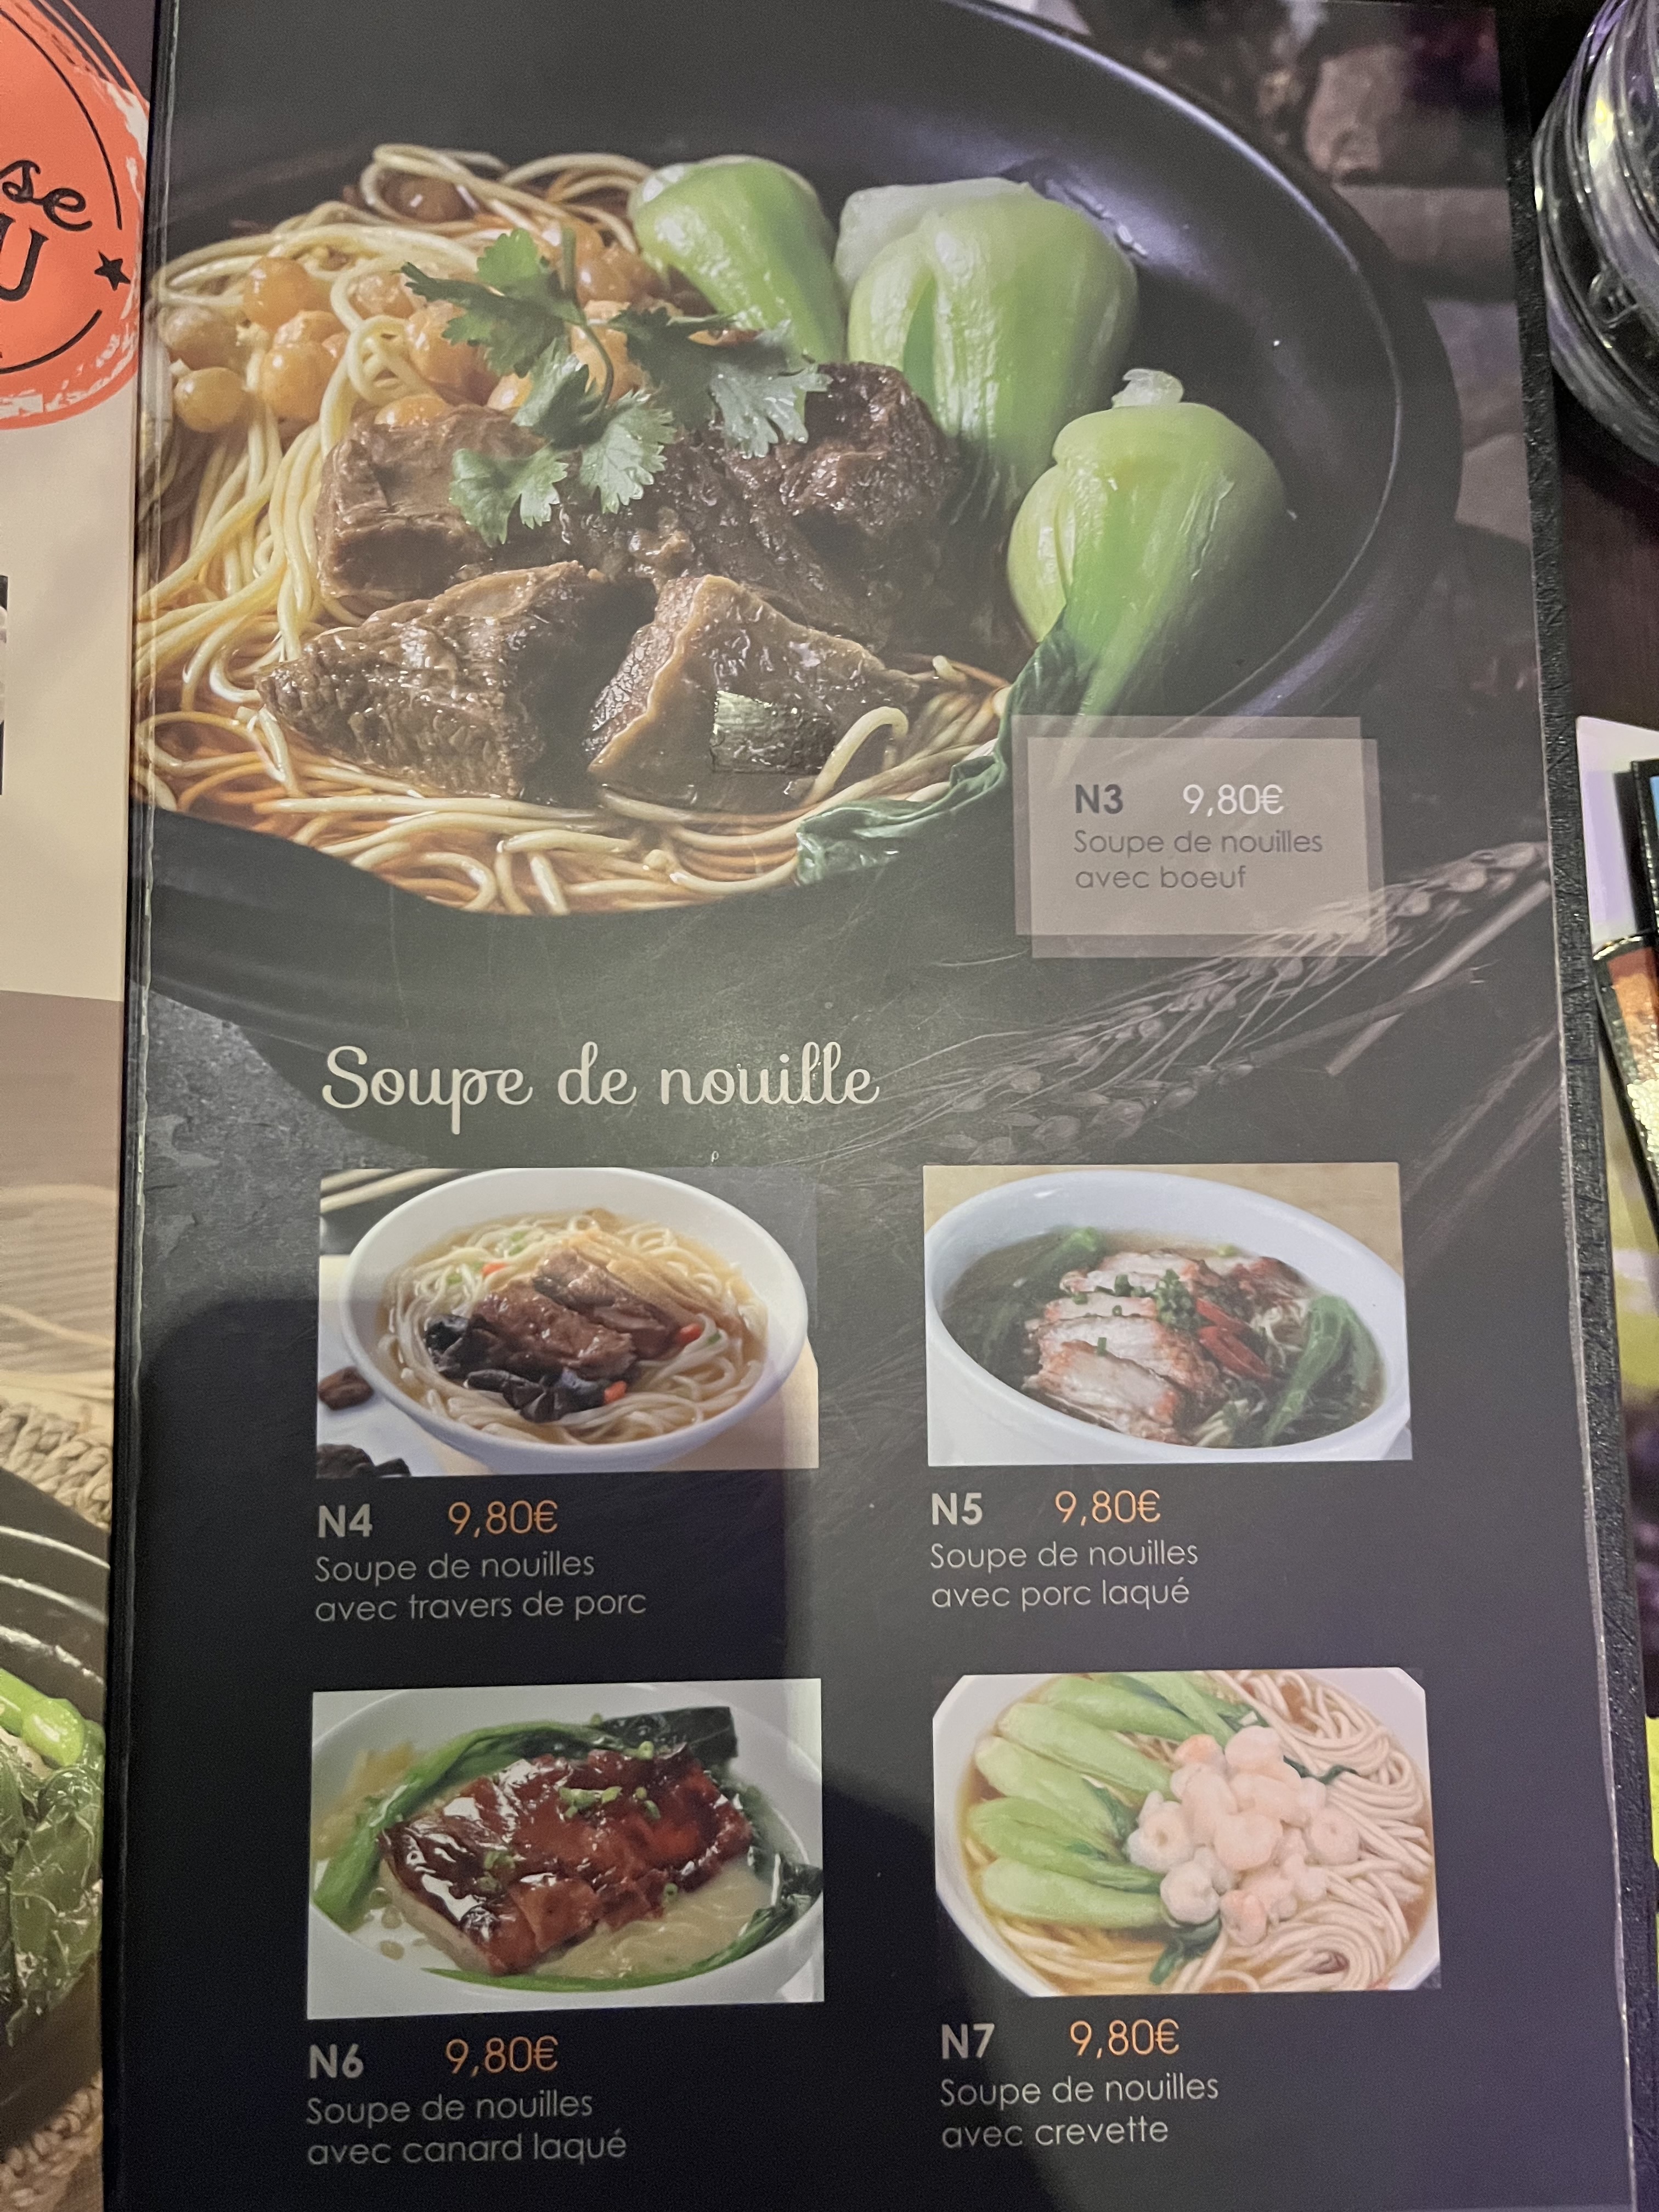 se
U
N3 9,80€
Soupe de nouilles
avec boeuf
Soupe de nouille
N4 9,80€
Soupe de nouilles
avec travers de porc
N5 9,80€
Soupe de nouilles
avec porc laqué
N6 9,80€
Soupe de nouilles
avec canard laqué
N7 9,80€
Soupe de nouilles
avec crevette